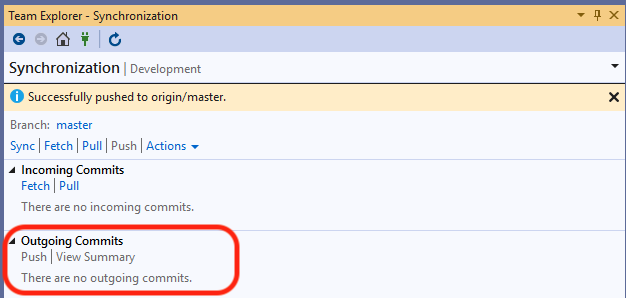 Team Explorer - Synchronization
Synchronization | Development
Successfully pushed to origin/master.
Branch: master
Sync | Fetch | Pull | Push | Actions
Incoming Commits
Fetch | Pull
There are no incoming commits.
Outgoing Commits
Push | View Summary
There are no outgoing commits.